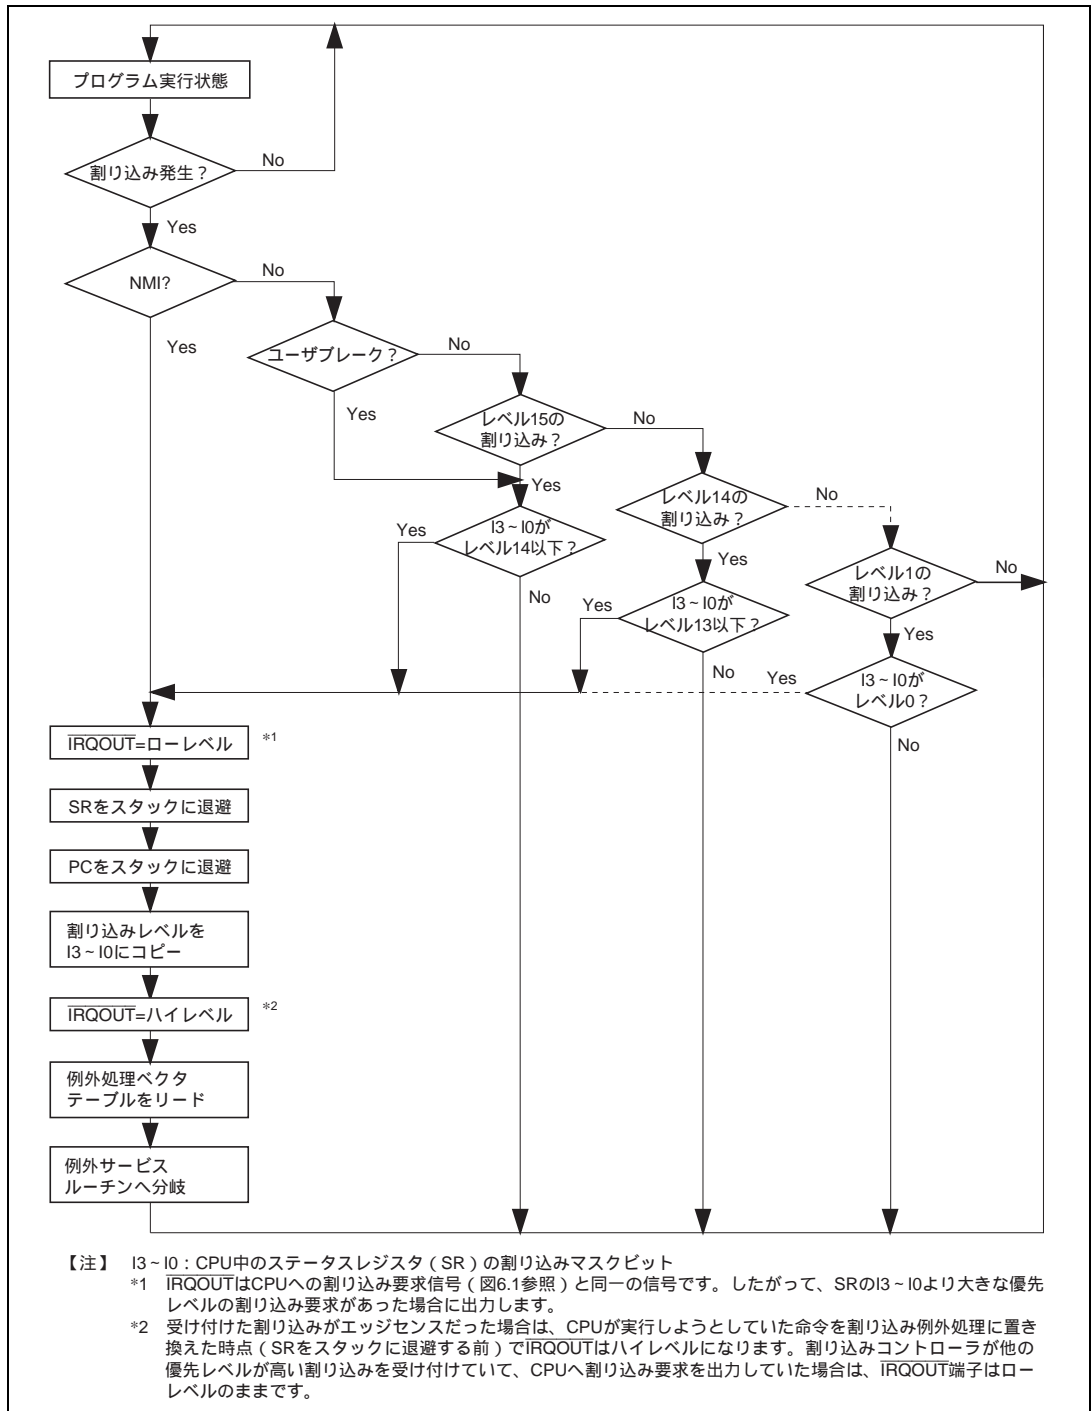 プログラム実行状態
割り込み発生？
No
Yes
NMI?
No
Yes
ユーザブレーク？
No
Yes
レベル15の
割り込み？
No
Yes
レベル14の
割り込み？
No
Yes
I3～I0が
レベル14以下？
Yes
No
レベル1の
割り込み？
No
Yes
I3～I0が
レベル13以下？
Yes
No
I3～I0が
レベル0？
Yes
No
IRQOUT=ローレベル *1
SRをスタックに退避
PCをスタックに退避
割り込みレベルを
I3～I0にコピー
IRQOUT=ハイレベル *2
例外処理ベクタ
テーブルをリード
例外サービス
ルーチンへ分岐
【注】 I3～I0：CPU中のステータスレジスタ（SR）の割り込みマスクビット
*1 IRQOUTはCPUへの割り込み要求信号（図6.1参照）と同一の信号です。したがって、SRのI3～I0より大きな優先
レベルの割り込み要求があった場合に出力します。
*2 受け付けた割り込みがエッジセンスだった場合は、CPUが実行しようとしていた命令を割り込み例外処理に置き
換えた時点（SRをスタックに退避する前）でIRQOUTはハイレベルになります。割り込みコントローラが他の
優先レベルが高い割り込みを受け付けていて、CPUへ割り込み要求を出力していた場合は、IRQOUT端子はロー
レベルのままです。